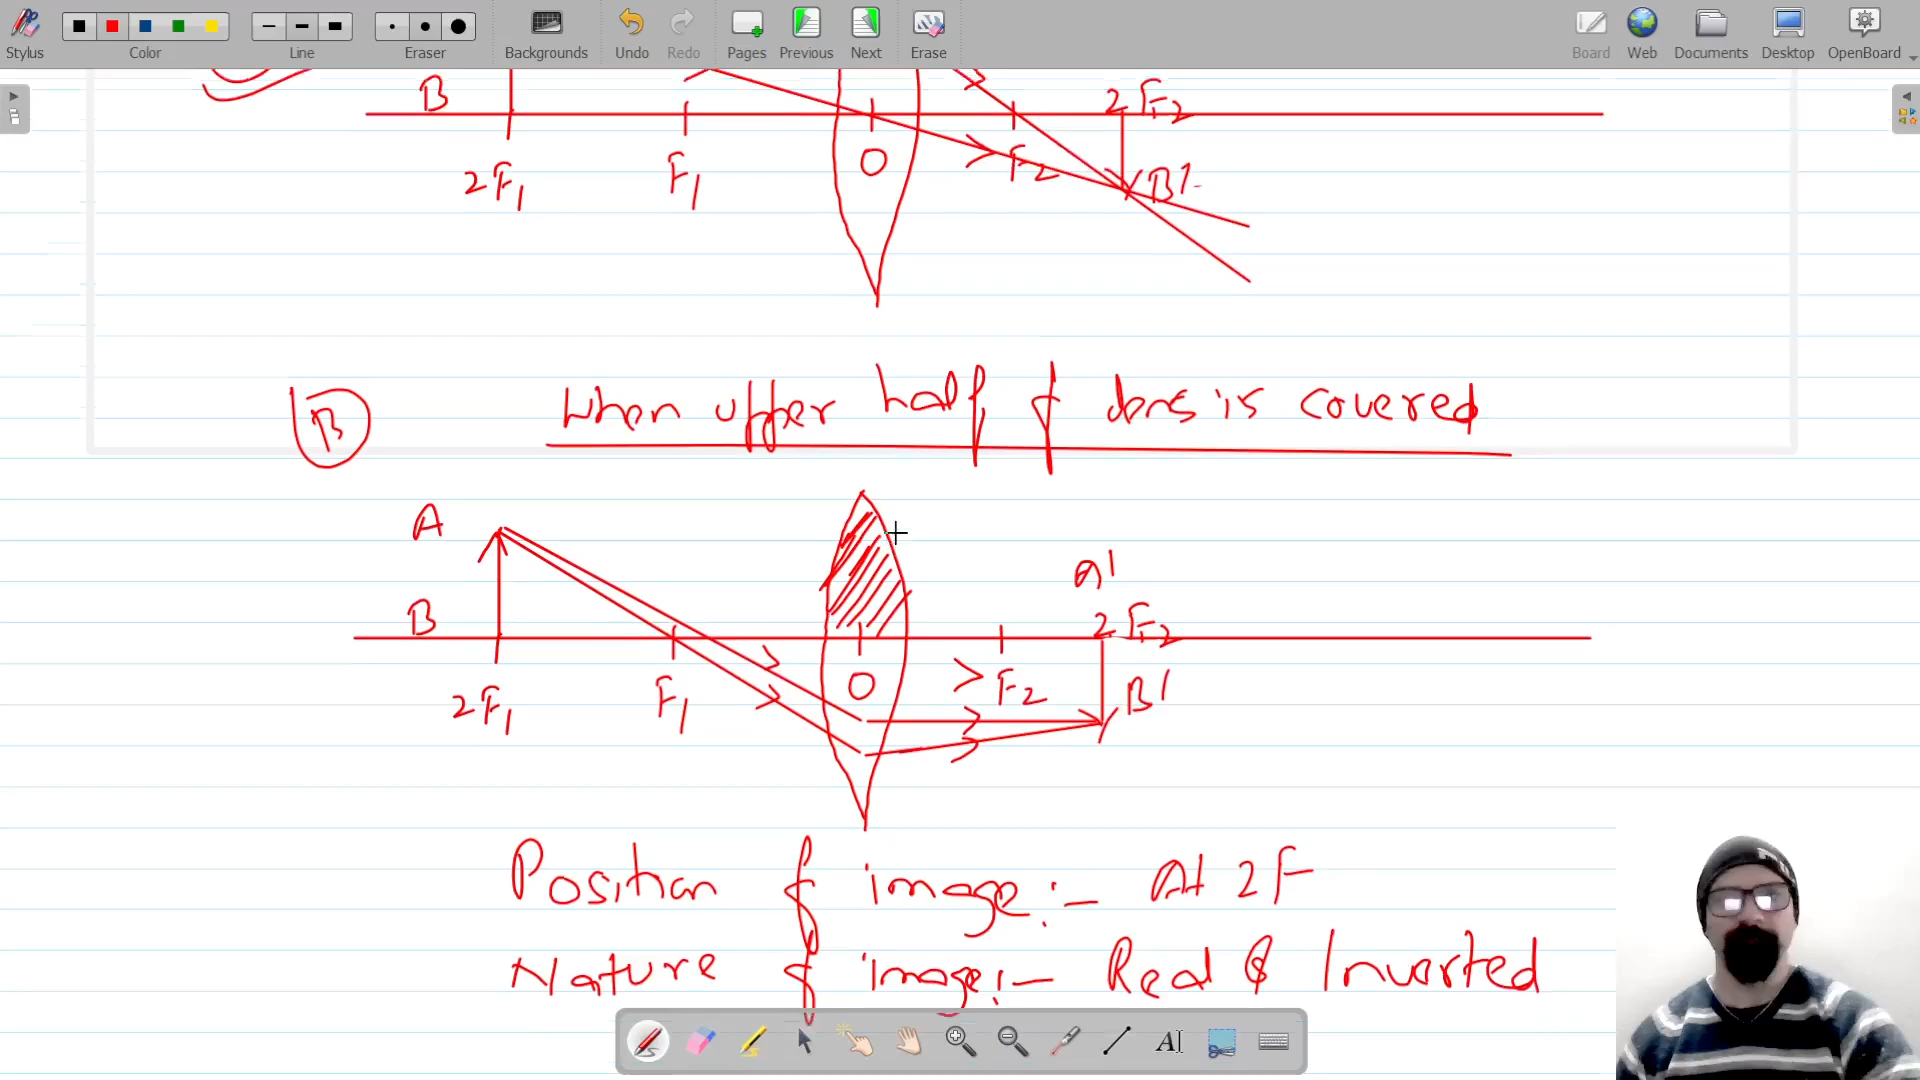 Stylus Color Line Eraser Backgrounds Undo Redo Pages Previous Next Erase Board Web Documents Desktop OpenBoard
B 2F2
2F1 F1 O F2 B'
B When upper half of lens is covered
A
A'
B 2F2
2F1 F1 O F2 B'
Position of image:- At 2F
Nature of image:- Real & Inverted